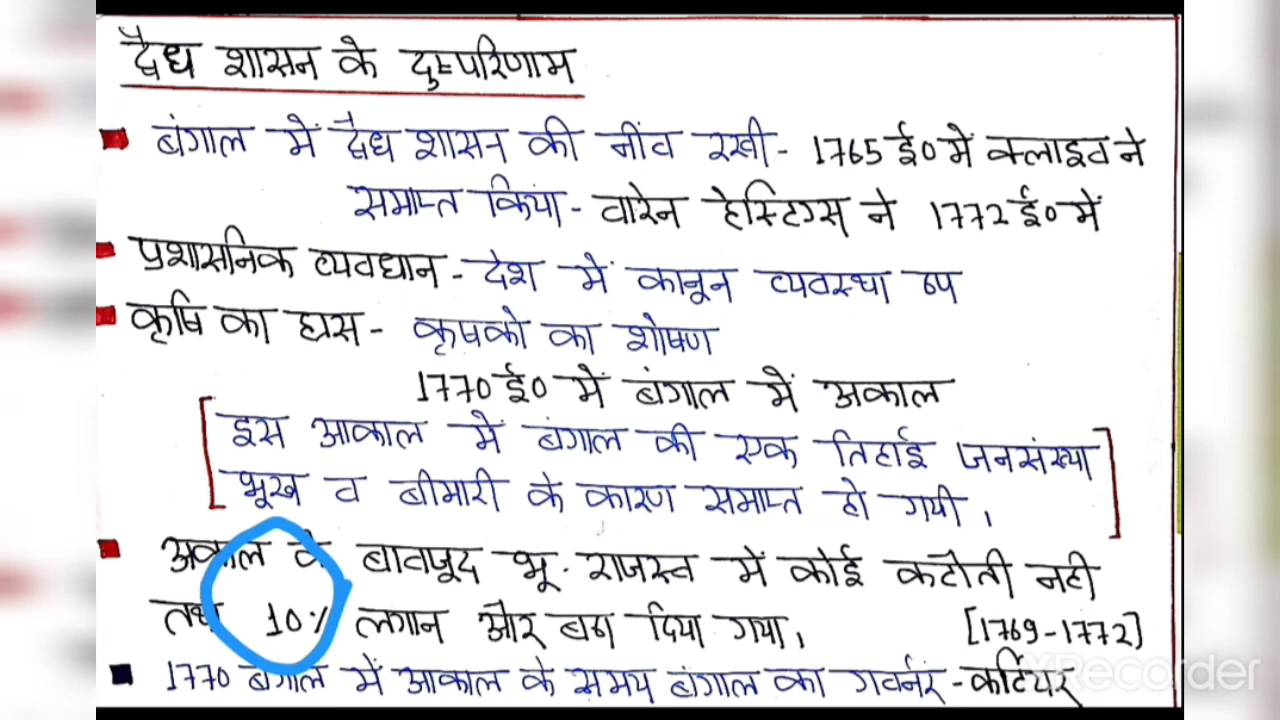 द्वैध शासन के दुष्परिणाम
बंगाल में द्वैध शासन की नींव रखी - 1765 ई० में क्लाइव ने
समाप्त किया - वारेन हेस्टिंग्स ने 1772 ई० में
प्रशासनिक व्यवधान - देश में कानून व्यवस्था ठप
कृषि का ह्रास - कृषको का शोषण
1770 ई० में बंगाल में अकाल
[ इस आकाल में बंगाल की एक तिहाई जनसंख्या
भूख व बीमारी के कारण समाप्त हो गयी । ]
अकाल के बावजूद भू-राजस्व में कोई कटौती नही
तथा 10% लगान और बढा दिया गया । [1769-1772]
1770 बंगाल में आकाल के समय बंगाल का गवर्नर - कर्टियर
XRecorder